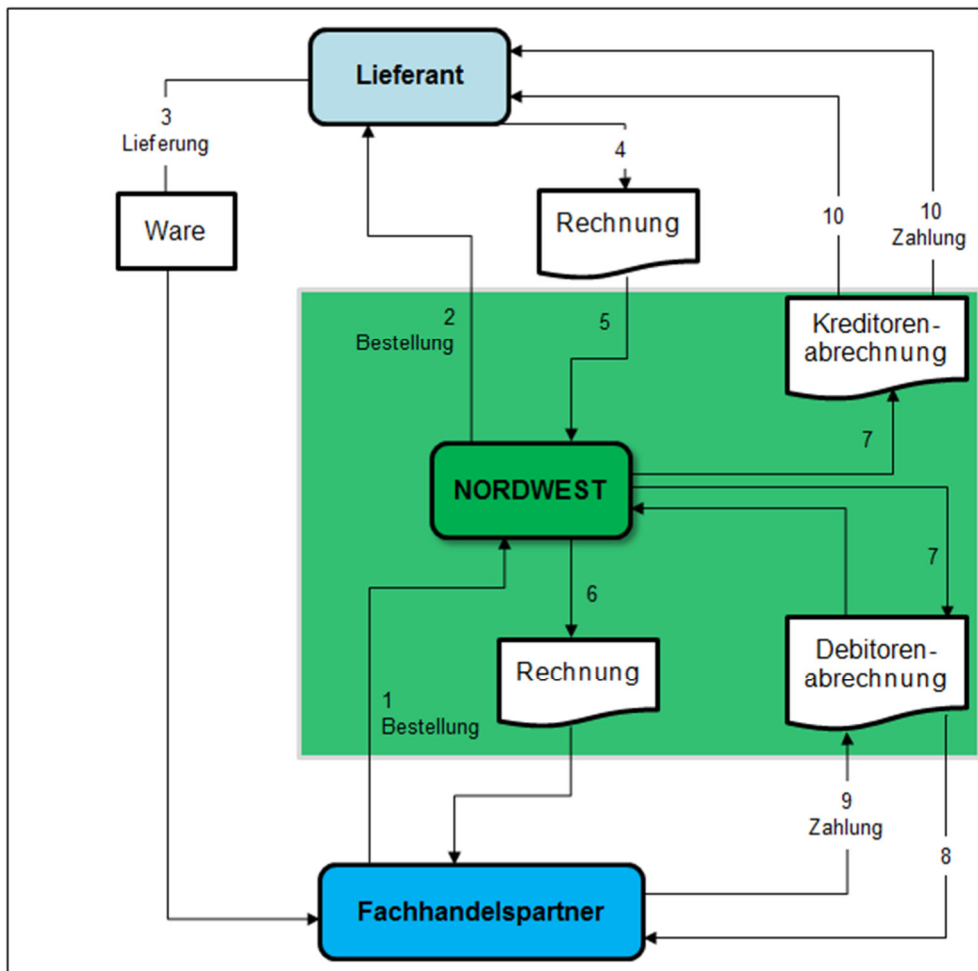 Lieferant
3
Lieferung
4
Ware
Rechnung
10
10
Zahlung
2
Bestellung
5
Kreditoren-
abrechnung
7
NORDWEST
7
6
Rechnung
Debitoren-
abrechnung
1
Bestellung
9
Zahlung
8
Fachhandelspartner